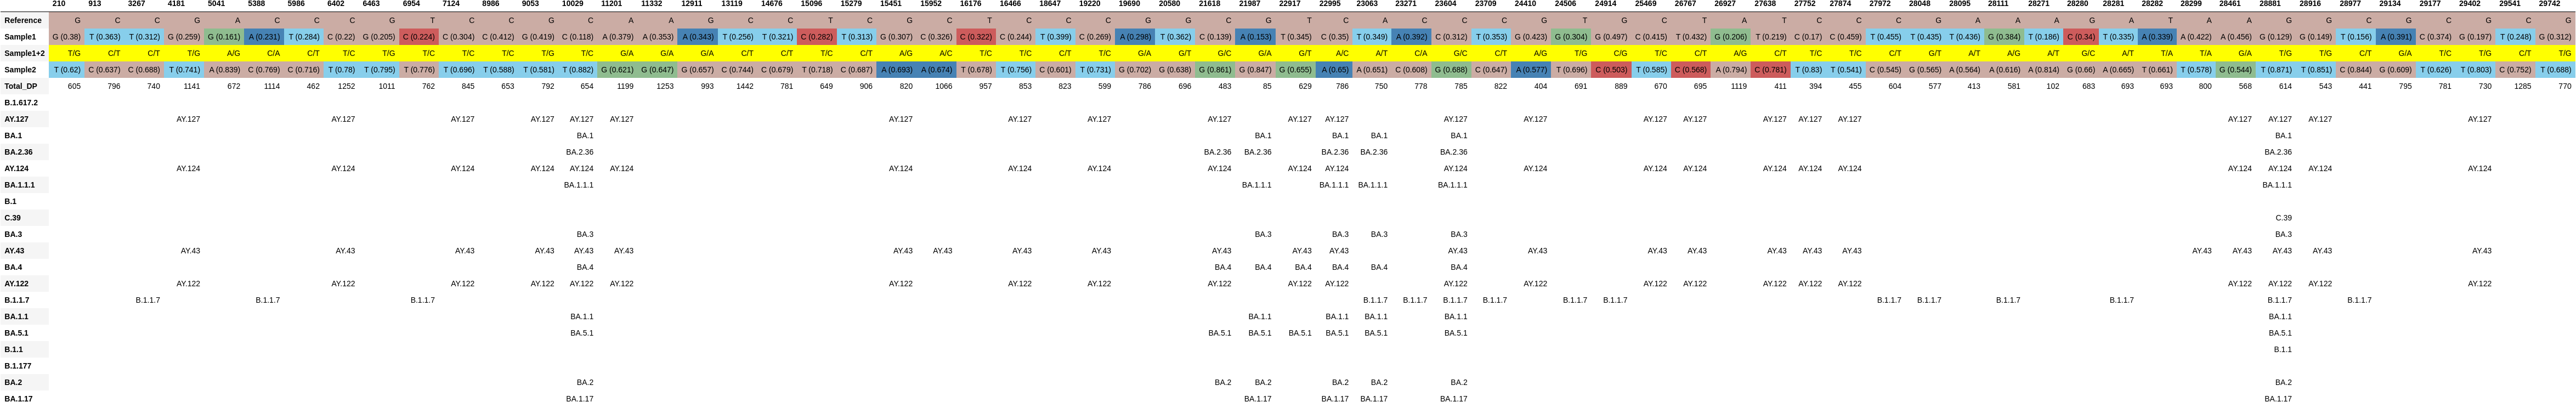 210 913 3267 4181 5041 5388 5986 6402 6463 6954 7124 8986 9053 10029 11201 11332 12911 13119 14676 15096 15279 15451 15952 16176 16466 18647 19220 19690 20580 21618 21987 22917 22995 23063 23271 23604 23709 24410 24506 24914 25469 26767 26927 27638 27752 27874 27972 28048 28095 28111 28271 28280 28281 28282 28299 28461 28881 28916 28977 29134 29177 29402 29541 29742
Reference G C C G A C C C G T C C G C A A G C C T C G C T C C C G G C G T C A C C C G T G C T A T C C C G A A A G A T A A G G C G C G C G
Sample1 G (0.38) T (0.363) T (0.312) G (0.259) G (0.161) A (0.231) T (0.284) C (0.22) G (0.205) C (0.224) C (0.304) C (0.412) G (0.419) C (0.118) A (0.379) A (0.353) A (0.343) T (0.256) T (0.321) C (0.282) T (0.313) G (0.307) C (0.326) C (0.322) C (0.244) T (0.399) C (0.269) A (0.298) T (0.362) C (0.139) A (0.153) T (0.345) C (0.35) T (0.349) A (0.392) C (0.312) T (0.353) G (0.423) G (0.304) G (0.497) C (0.415) T (0.432) G (0.206) T (0.219) C (0.17) C (0.459) T (0.455) T (0.435) T (0.436) G (0.384) T (0.186) C (0.34) T (0.335) A (0.339) A (0.422) A (0.456) G (0.129) G (0.149) T (0.156) A (0.391) C (0.374) G (0.197) T (0.248) G (0.312)
Sample1+2 T/G C/T C/T T/G A/G C/A C/T T/C T/G T/C T/C T/C T/G T/C G/A G/A G/A C/T C/T T/C C/T A/G A/C T/C T/C C/T T/C G/A G/T G/C G/A G/T A/C A/T C/A G/C C/T A/G T/G C/G T/C C/T A/G C/T T/C T/C C/T G/T A/T A/G A/T G/C A/T T/A T/A G/A T/G T/G C/T G/A T/C T/G C/T T/G
Sample2 T (0.62) C (0.637) C (0.688) T (0.741) A (0.839) C (0.769) C (0.716) T (0.78) T (0.795) T (0.776) T (0.696) T (0.588) T (0.581) T (0.882) G (0.621) G (0.647) G (0.657) C (0.744) C (0.679) T (0.718) C (0.687) A (0.693) A (0.674) T (0.678) T (0.756) C (0.601) T (0.731) G (0.702) G (0.638) G (0.861) G (0.847) G (0.655) A (0.65) A (0.651) C (0.608) G (0.688) C (0.647) A (0.577) T (0.696) C (0.503) T (0.585) C (0.568) A (0.794) C (0.781) T (0.83) T (0.541) C (0.545) G (0.565) A (0.564) A (0.616) A (0.814) G (0.66) A (0.665) T (0.661) T (0.578) G (0.544) T (0.871) T (0.851) C (0.844) G (0.609) T (0.626) T (0.803) C (0.752) T (0.688)
Total_DP 605 796 740 1141 672 1114 462 1252 1011 762 845 653 792 654 1199 1253 993 1442 781 649 906 820 1066 957 853 823 599 786 696 483 85 629 786 750 778 785 822 404 691 889 670 695 1119 411 394 455 604 577 413 581 102 683 693 693 800 568 614 543 441 795 781 730 1285 770
B.1.617.2
AY.127 AY.127 AY.127 AY.127 AY.127 AY.127 AY.127 AY.127 AY.127 AY.127 AY.127 AY.127 AY.127 AY.127 AY.127 AY.127 AY.127 AY.127 AY.127 AY.127 AY.127 AY.127 AY.127 AY.127
BA.1 BA.1 BA.1 BA.1 BA.1 BA.1 BA.1
BA.2.36 BA.2.36 BA.2.36 BA.2.36 BA.2.36 BA.2.36 BA.2.36 BA.2.36
AY.124 AY.124 AY.124 AY.124 AY.124 AY.124 AY.124 AY.124 AY.124 AY.124 AY.124 AY.124 AY.124 AY.124 AY.124 AY.124 AY.124 AY.124 AY.124 AY.124 AY.124 AY.124 AY.124 AY.124
BA.1.1.1 BA.1.1.1 BA.1.1.1 BA.1.1.1 BA.1.1.1 BA.1.1.1 BA.1.1.1
B.1
C.39 C.39
BA.3 BA.3 BA.3 BA.3 BA.3 BA.3 BA.3
AY.43 AY.43 AY.43 AY.43 AY.43 AY.43 AY.43 AY.43 AY.43 AY.43 AY.43 AY.43 AY.43 AY.43 AY.43 AY.43 AY.43 AY.43 AY.43 AY.43 AY.43 AY.43 AY.43 AY.43 AY.43 AY.43
BA.4 BA.4 BA.4 BA.4 BA.4 BA.4 BA.4 BA.4 BA.4
AY.122 AY.122 AY.122 AY.122 AY.122 AY.122 AY.122 AY.122 AY.122 AY.122 AY.122 AY.122 AY.122 AY.122 AY.122 AY.122 AY.122 AY.122 AY.122 AY.122 AY.122 AY.122 AY.122 AY.122
B.1.1.7 B.1.1.7 B.1.1.7 B.1.1.7 B.1.1.7 B.1.1.7 B.1.1.7 B.1.1.7 B.1.1.7 B.1.1.7 B.1.1.7 B.1.1.7 B.1.1.7 B.1.1.7 B.1.1.7 B.1.1.7
BA.1.1 BA.1.1 BA.1.1 BA.1.1 BA.1.1 BA.1.1 BA.1.1
BA.5.1 BA.5.1 BA.5.1 BA.5.1 BA.5.1 BA.5.1 BA.5.1 BA.5.1 BA.5.1
B.1.1 B.1.1
B.1.177
BA.2 BA.2 BA.2 BA.2 BA.2 BA.2 BA.2 BA.2
BA.1.17 BA.1.17 BA.1.17 BA.1.17 BA.1.17 BA.1.17 BA.1.17